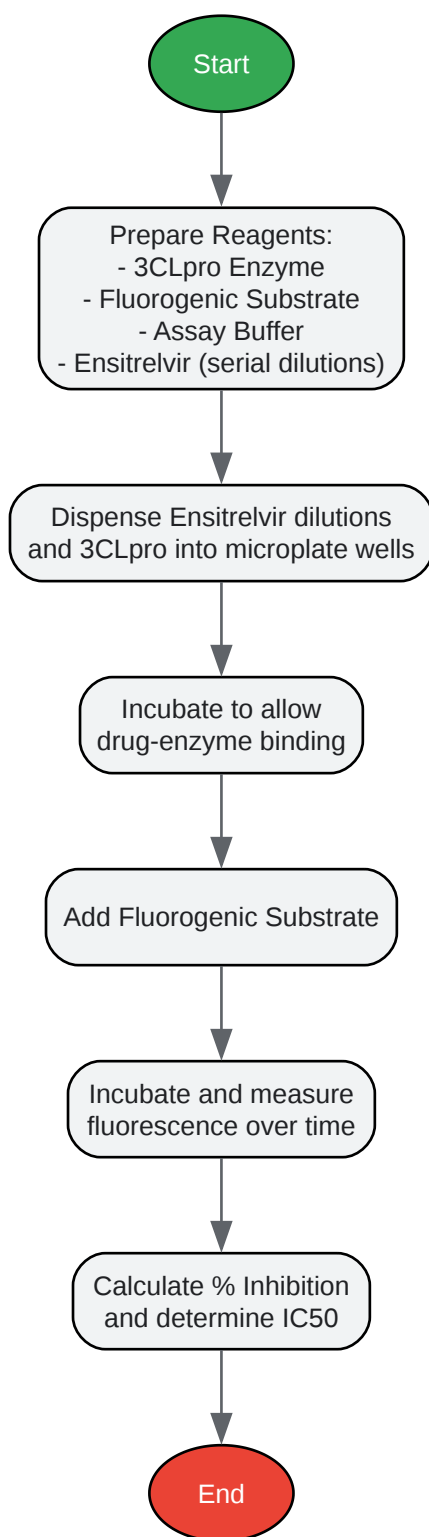 Start
Prepare Reagents:
- 3CLpro Enzyme
- Fluorogenic Substrate
- Assay Buffer
- Ensitrelvir (serial dilutions)
Dispense Ensitrelvir dilutions
and 3CLpro into microplate wells
Incubate to allow
drug-enzyme binding
Add Fluorogenic Substrate
Incubate and measure
fluorescence over time
Calculate % Inhibition
and determine IC50
End